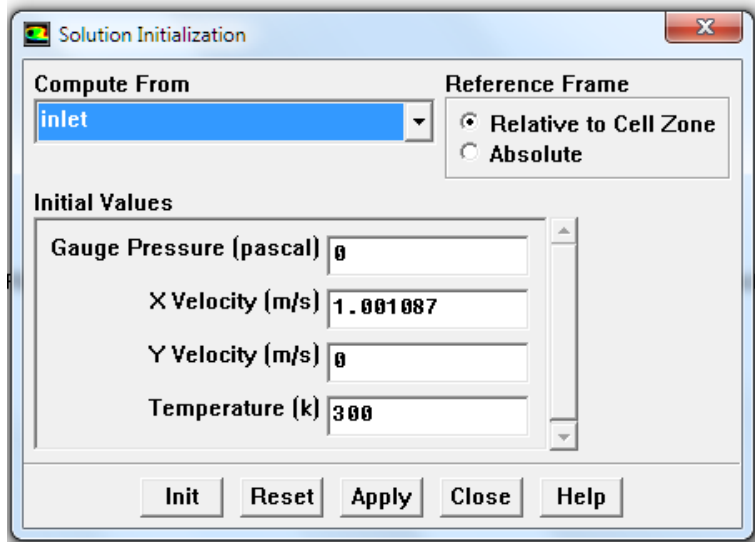 Solution Initialization
Compute From
Reference Frame
inlet
Relative to Cell Zone
Absolute
Initial Values
Gauge Pressure (pascal) 0
X Velocity (m/s) 1.001087
Y Velocity (m/s) 0
Temperature (k) 300
Init Reset Apply Close Help